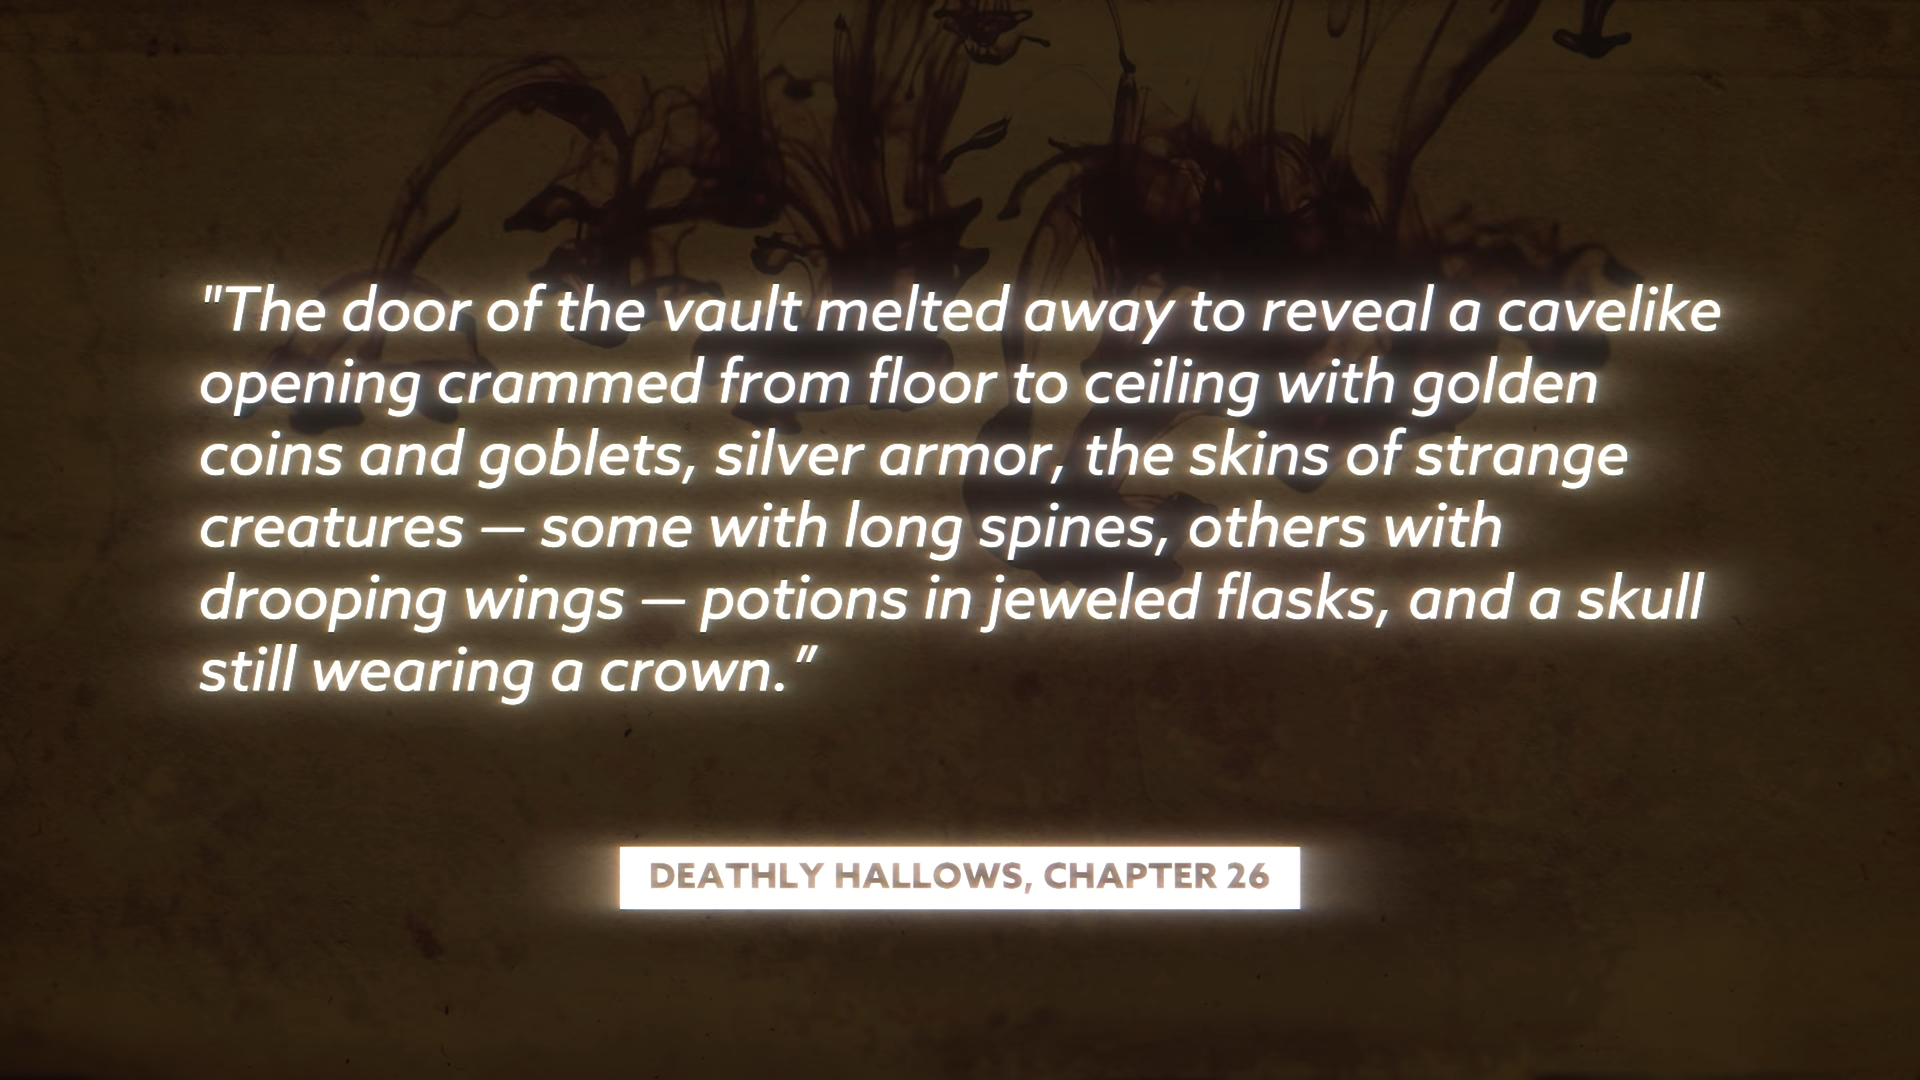 "The door of the vault melted away to reveal a cavelike
opening crammed from floor to ceiling with golden
coins and goblets, silver armor, the skins of strange
creatures — some with long spines, others with
drooping wings — potions in jeweled flasks, and a skull
still wearing a crown.”
DEATHLY HALLOWS, CHAPTER 26